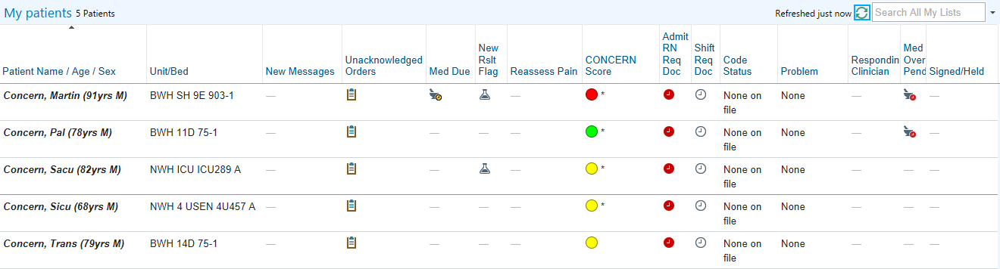 My patients 5 Patients
Refreshed just now
Search All My Lists
Patient Name / Age / Sex
Unit/Bed
New Messages
Unacknowledged
Orders
Med Due
New
Rslt
Flag
Reassess Pain
CONCERN
Score
Admit
RN
Req
Doc
Shift
Req
Doc
Code
Status
Problem
Respondin
Clinician
Med
Over
Pend
Signed/Held
Concern, Martin (91yrs M) BWH SH 9E 903-1 — — * None on None — —
file
Concern, Pal (78yrs M) BWH 11D 75-1 — — — — * None on None — —
file
Concern, Sacu (82yrs M) NWH ICU ICU289 A — — — * None on None — — —
file
Concern, Sicu (68yrs M) NWH 4 USEN 4U457 A — — — — * None on None — — —
file
Concern, Trans (79yrs M) BWH 14D 75-1 — — — — None on None — — —
file